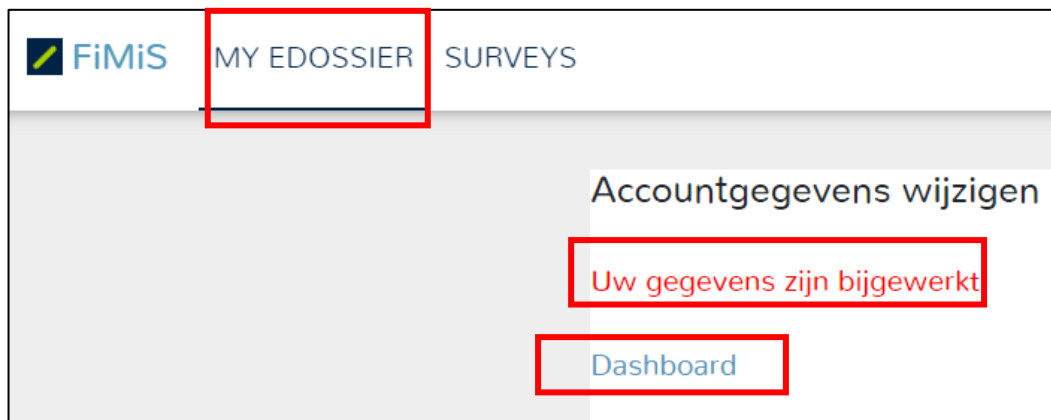 FiMiS MY EDOSSIER SURVEYS
Accountgegevens wijzigen
Uw gegevens zijn bijgewerkt
Dashboard